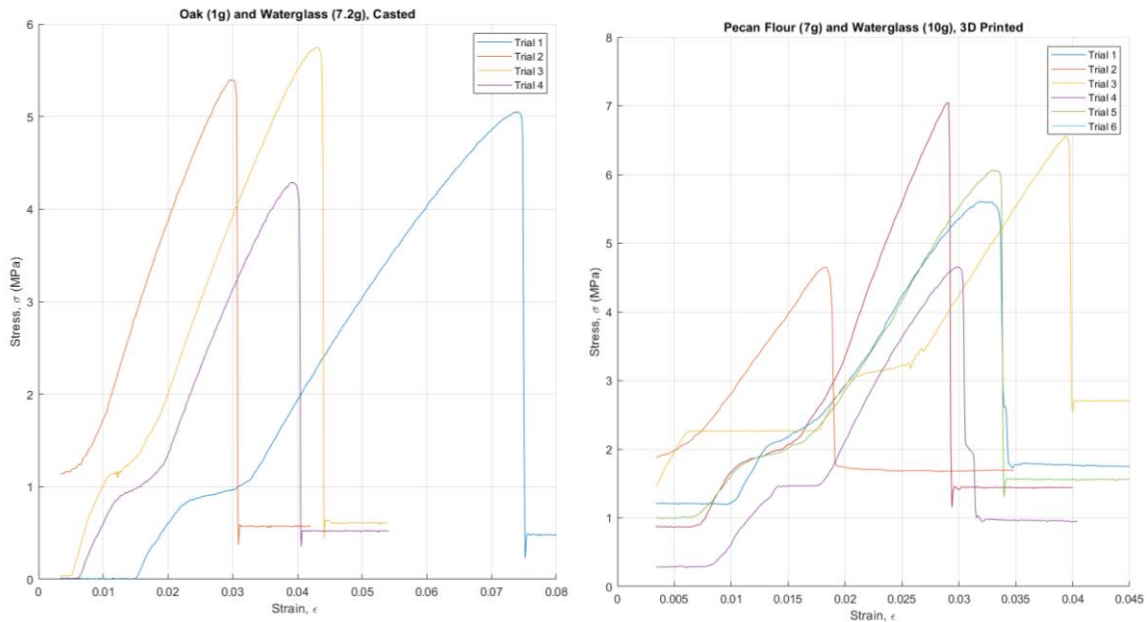 Oak (1g) and Waterglass (7.2g), Casted
6
5
4
3
2
1
0
Stress, σ (MPa)
Trial 1
Trial 2
Trial 3
Trial 4
0 0.01 0.02 0.03 0.04 0.05 0.06 0.07 0.08
Strain, ϵ
Pecan Flour (7g) and Waterglass (10g), 3D Printed
8
7
6
5
4
3
2
1
0
Stress, σ (MPa)
Trial 1
Trial 2
Trial 3
Trial 4
Trial 5
Trial 6
0 0.005 0.01 0.015 0.02 0.025 0.03 0.035 0.04 0.045
Strain, ϵ